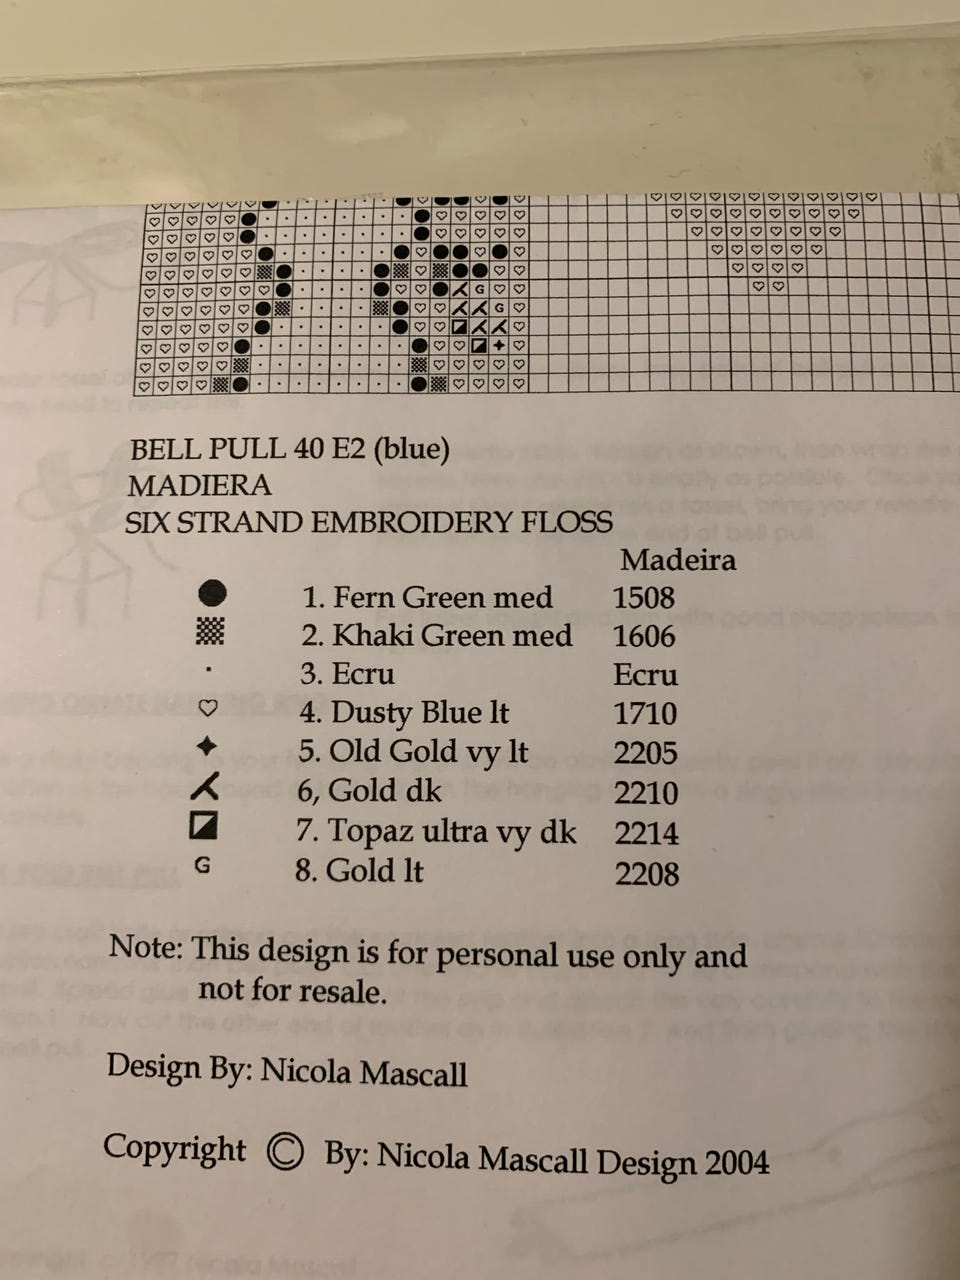 BELL PULL 40 E2 (blue)
MADIERA
SIX STRAND EMBROIDERY FLOSS
Madeira
1. Fern Green med 1508
2. Khaki Green med 1606
3. Ecru Ecru
4. Dusty Blue lt 1710
5. Old Gold vy lt 2205
6, Gold dk 2210
7. Topaz ultra vy dk 2214
G 8. Gold lt 2208
Note: This design is for personal use only and
not for resale.
Design By: Nicola Mascall
Copyright © By: Nicola Mascall Design 2004